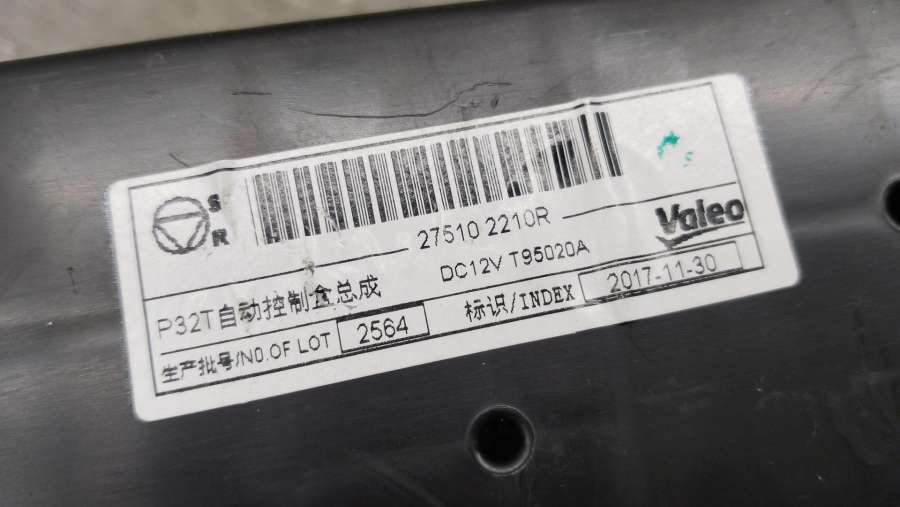 S
R
27510 2210R
Valeo
P32T自动控制盒总成 DC12V T95020A
生产批号/NO.OF LOT 2564 标识/INDEX 2017-11-30